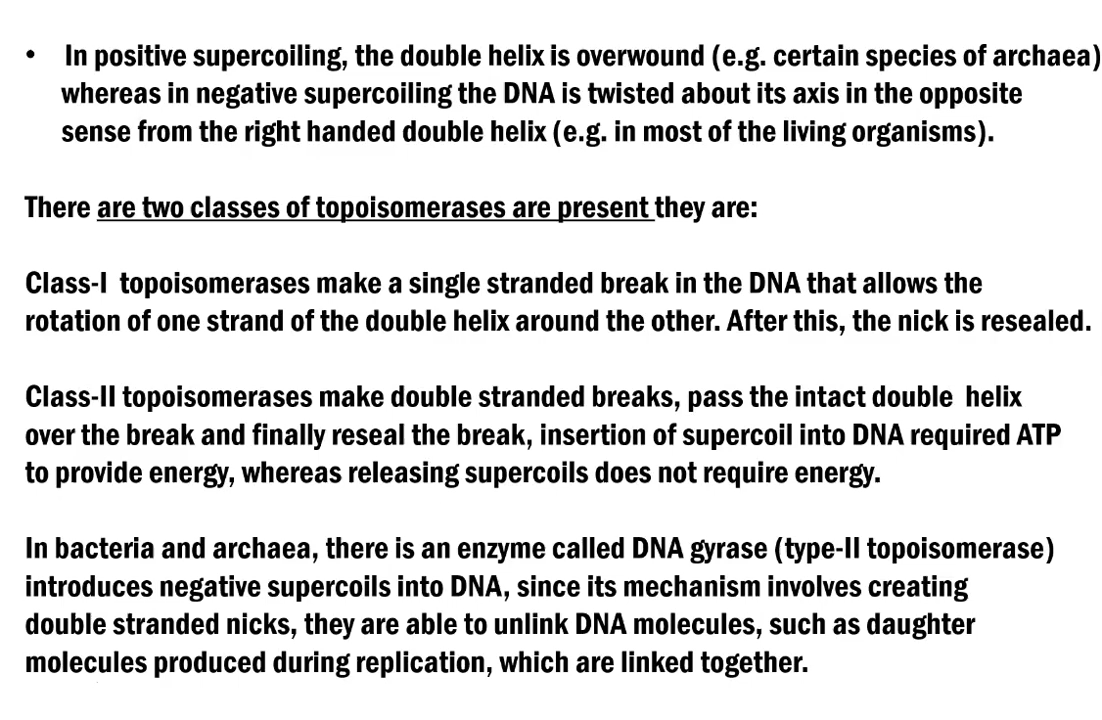 • In positive supercoiling, the double helix is overwound (e.g. certain species of archaea)
whereas in negative supercoiling the DNA is twisted about its axis in the opposite
sense from the right handed double helix (e.g. in most of the living organisms).
There are two classes of topoisomerases are present they are:
Class-I topoisomerases make a single stranded break in the DNA that allows the
rotation of one strand of the double helix around the other. After this, the nick is resealed.
Class-II topoisomerases make double stranded breaks, pass the intact double helix
over the break and finally reseal the break, insertion of supercoil into DNA required ATP
to provide energy, whereas releasing supercoils does not require energy.
In bacteria and archaea, there is an enzyme called DNA gyrase (type-II topoisomerase)
introduces negative supercoils into DNA, since its mechanism involves creating
double stranded nicks, they are able to unlink DNA molecules, such as daughter
molecules produced during replication, which are linked together.